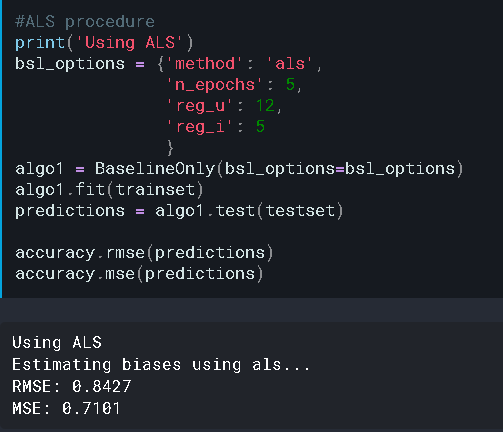 #ALS procedure
print('Using ALS')
bsl_options = {'method': 'als',
               'n_epochs': 5,
               'reg_u': 12,
               'reg_i': 5
               }
algo1 = BaselineOnly(bsl_options=bsl_options)
algo1.fit(trainset)
predictions = algo1.test(testset)

accuracy.rmse(predictions)
accuracy.mse(predictions)

Using ALS
Estimating biases using als...
RMSE: 0.8427
MSE: 0.7101